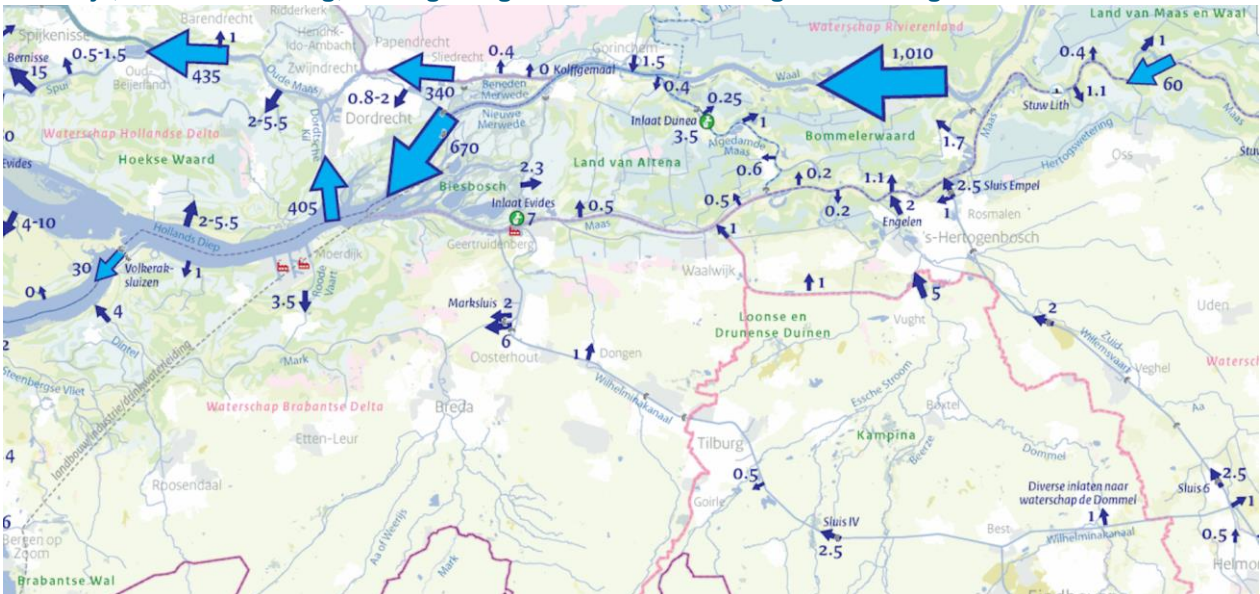 Ridderkerk
Barendrecht
Spijkenisse
Hendrik-
Ido-Ambacht
Papendrecht
Sliedrecht
Zwijndrecht
Gorinchem
Waterschap Rivierenland
Land van Maas en Waal
Bernisse
15
0.5-1.5
1
435
Oud-
Beijerland
Spui
Oude Maas
340
0.4
0
Kolffgemaal
1.5
0.4
Waal
1,010
0.4
1
60
1.1
Stuw Lith
Beneden
Merwede
Nieuwe
Merwede
0.8-2
Dordrecht
2-5.5
Dordtsche
Kil
670
Inlaat Dunea
3.5
0.25
1
Afgedamde
Maas
Bommelerwaard
1.7
Maas
Hertogswetering
Oss
Waterschap Hollandse Delta
Hoekse Waard
Evides
Land van Altena
Biesbosch
2.3
Inlaat Evides
7
0.5
Maas
0.6
0.5
0.2
0.2
1.1
2
Engelen
2.5
Sluis Empel
1
Rosmalen
's-Hertogenbosch
4-10
405
2-5.5
Hollands Diep
1
Geertruidenberg
Moerdijk
Roode
Vaart
3.5
30
Volkerak-
sluizen
0
4
Dintel
Waalwijk
1
1
5
Vught
Loonse en
Drunense Duinen
2
Uden
Zuid-
Willemsvaart
Veghel
Marksluis
2
6
Oosterhout
Dongen
1
Mark
Steenbergse Vliet
landbouw/industrie/drinkwaterleiding
Waterschap Brabantse Delta
Breda
Etten-Leur
Roosendaal
Wilhelminakanaal
Tilburg
Essche Stroom
Boxtel
Kampina
Beerze
Dommel
Aa
0.5
Goirle
Sluis IV
2.5
Diverse inlaten naar
waterschap de Dommel
1
Best
Wilhelminakanaal
2.5
Sluis 6
1
0.5
Bergen op
Zoom
Brabantse Wal
Aa of Weerijs
Mark